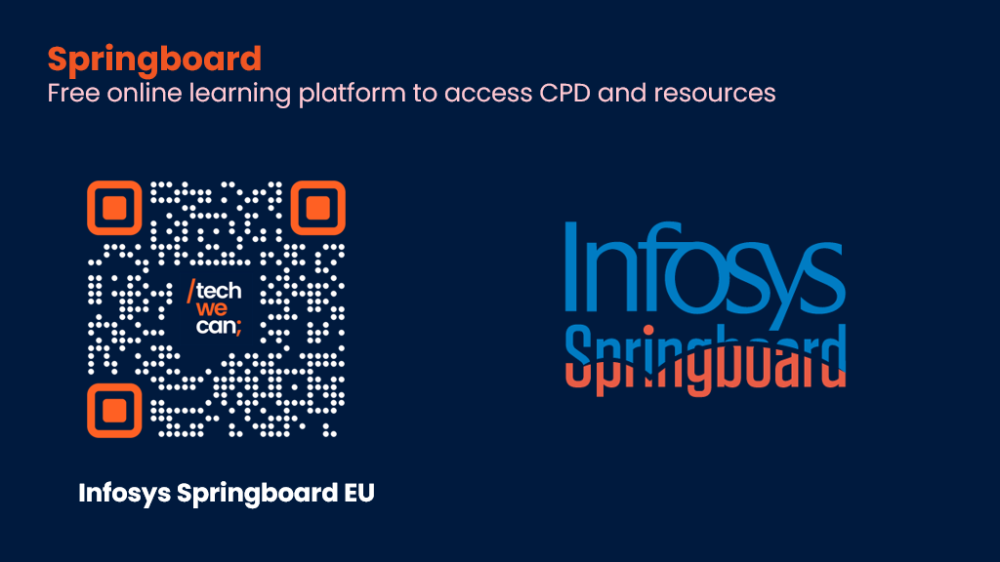 Springboard
Free online learning platform to access CPD and resources
/tech
we
can;
Infosys
Springboard
Infosys Springboard EU